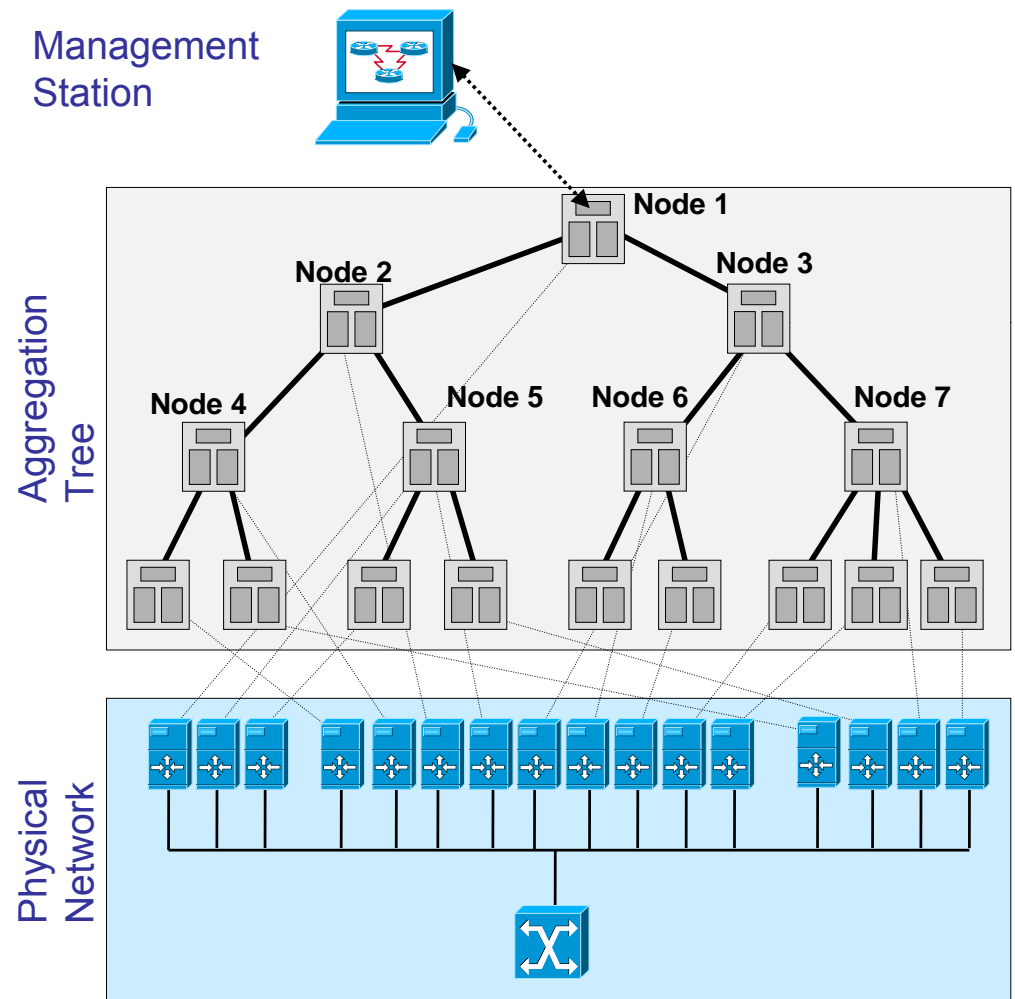 Management
Station
Node 1
Node 2
Node 3
Node 4
Node 5
Node 6
Node 7
Aggregation
Tree
Physical
Network